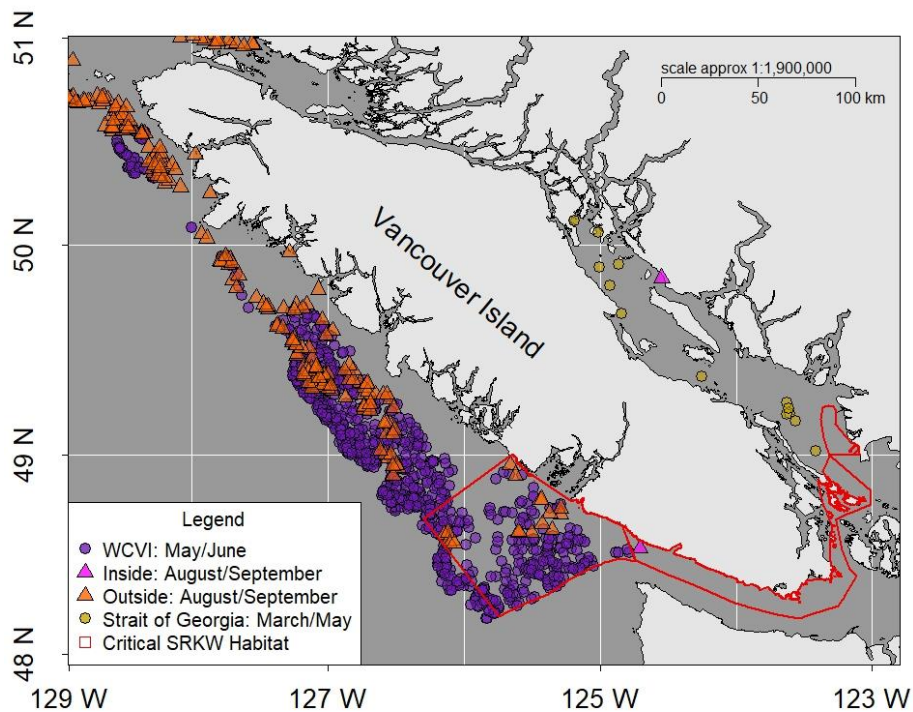 51 N
50 N
49 N
48 N
scale approx 1:1,900,000
0 50 100 km
Vancouver Island
Legend
WCVI: May/June
Inside: August/September
Outside: August/September
Strait of Georgia: March/May
Critical SRKW Habitat
129 W 127 W 125 W 123 W